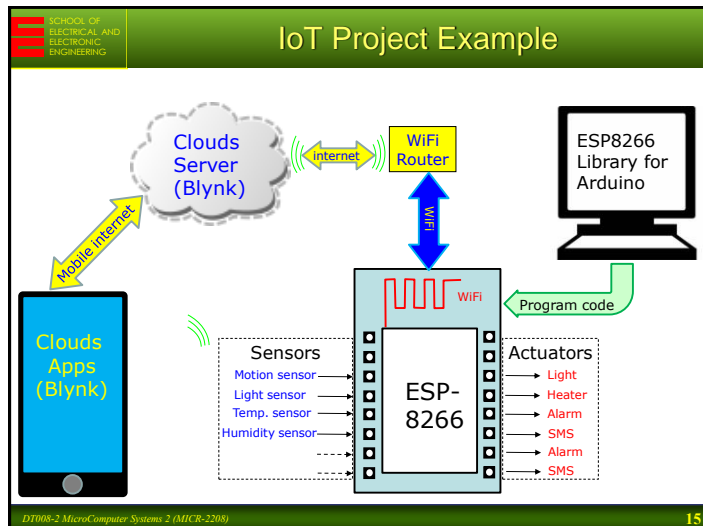 SCHOOL OF
ELECTRICAL AND
ELECTRONIC
ENGINEERING
IoT Project Example
Clouds
Server
(Blynk)
internet
WiFi
Router
ESP8266
Library for
Arduino
Mobile internet
WiFi
Program code
WiFi
Clouds
Apps
(Blynk)
Sensors
Motion sensor
Light sensor
Temp. sensor
Humidity sensor
ESP-
8266
Actuators
Light
Heater
Alarm
SMS
Alarm
SMS
DT008-2 MicroComputer Systems 2 (MICR-2208)
15